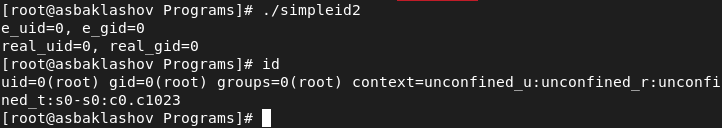 [root@asbaklashov Programs]# ./simpleid2
e_uid=0, e_gid=0
real_uid=0, real_gid=0
[root@asbaklashov Programs]# id
uid=0(root) gid=0(root) groups=0(root) context=unconfined_u:unconfined_r:unconfi
ned_t:s0-s0:c0.c1023
[root@asbaklashov Programs]#